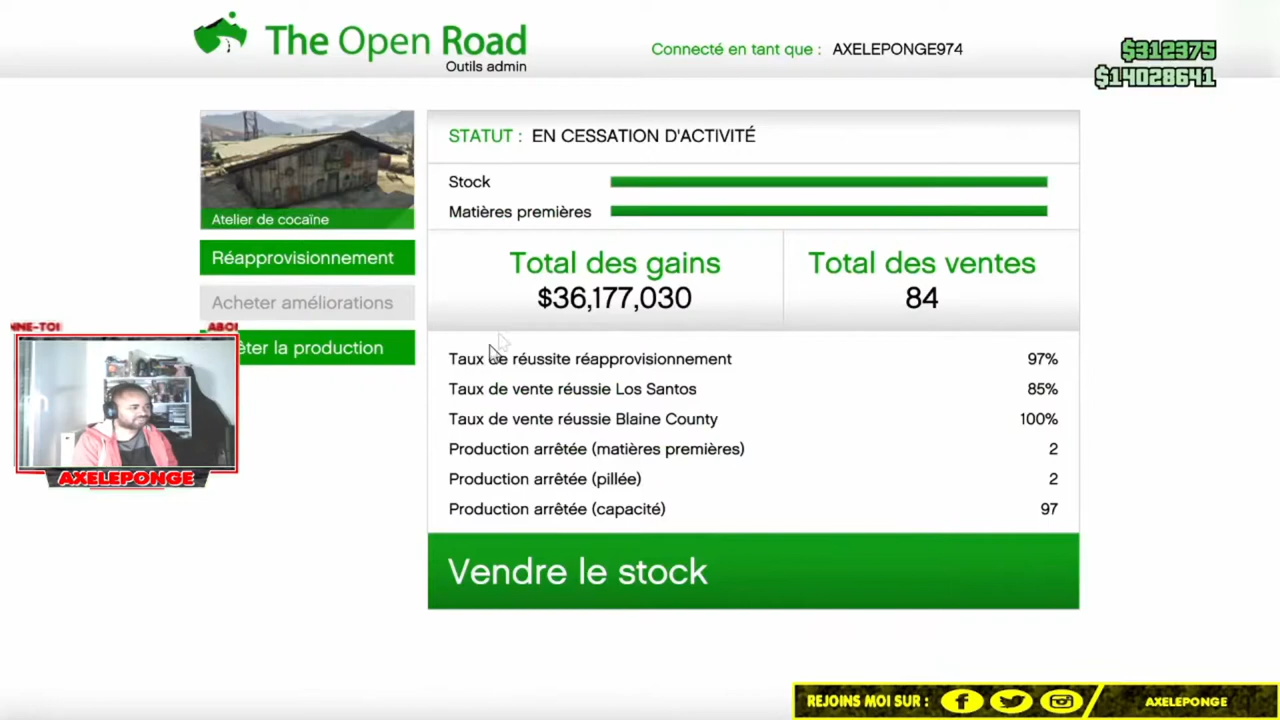 The Open Road
Outils admin
Connecté en tant que : AXELEPONGE974
$312375
$14028641
Atelier de cocaïne
Réapprovisionnement
Acheter améliorations
êter la production
STATUT : EN CESSATION D'ACTIVITÉ
Stock
Matières premières
Total des gains
$36,177,030
Total des ventes
84
Taux de réussite réapprovisionnement 97%
Taux de vente réussie Los Santos 85%
Taux de vente réussie Blaine County 100%
Production arrêtée (matières premières) 2
Production arrêtée (pillée) 2
Production arrêtée (capacité) 97
Vendre le stock
NNE-TOI ABO
AXELEPONGE
REJOINS MOI SUR : AXELEPONGE